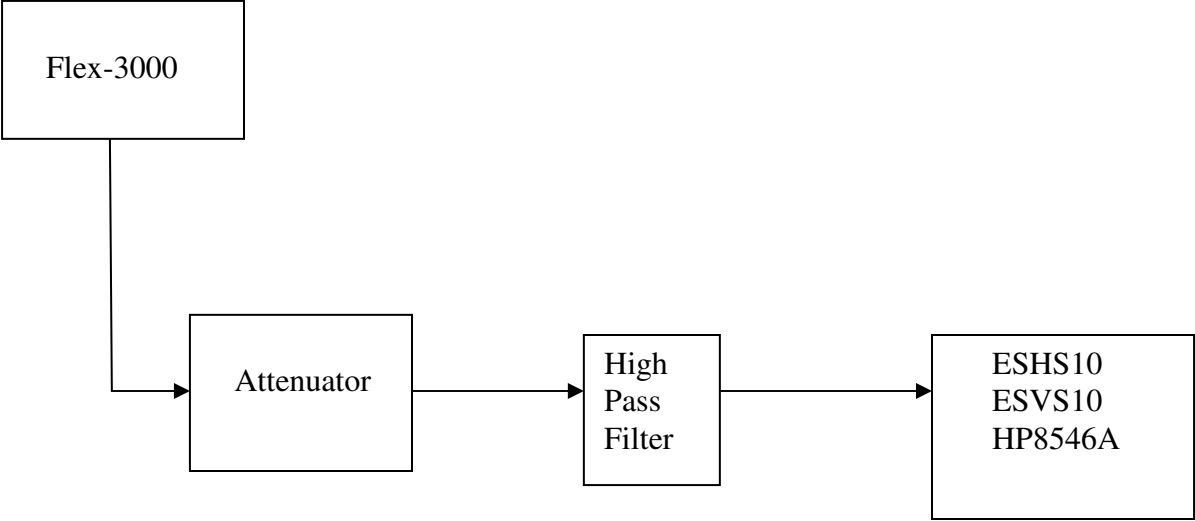 Flex-3000
Attenuator
High
Pass
Filter
ESHS10
ESVS10
HP8546A